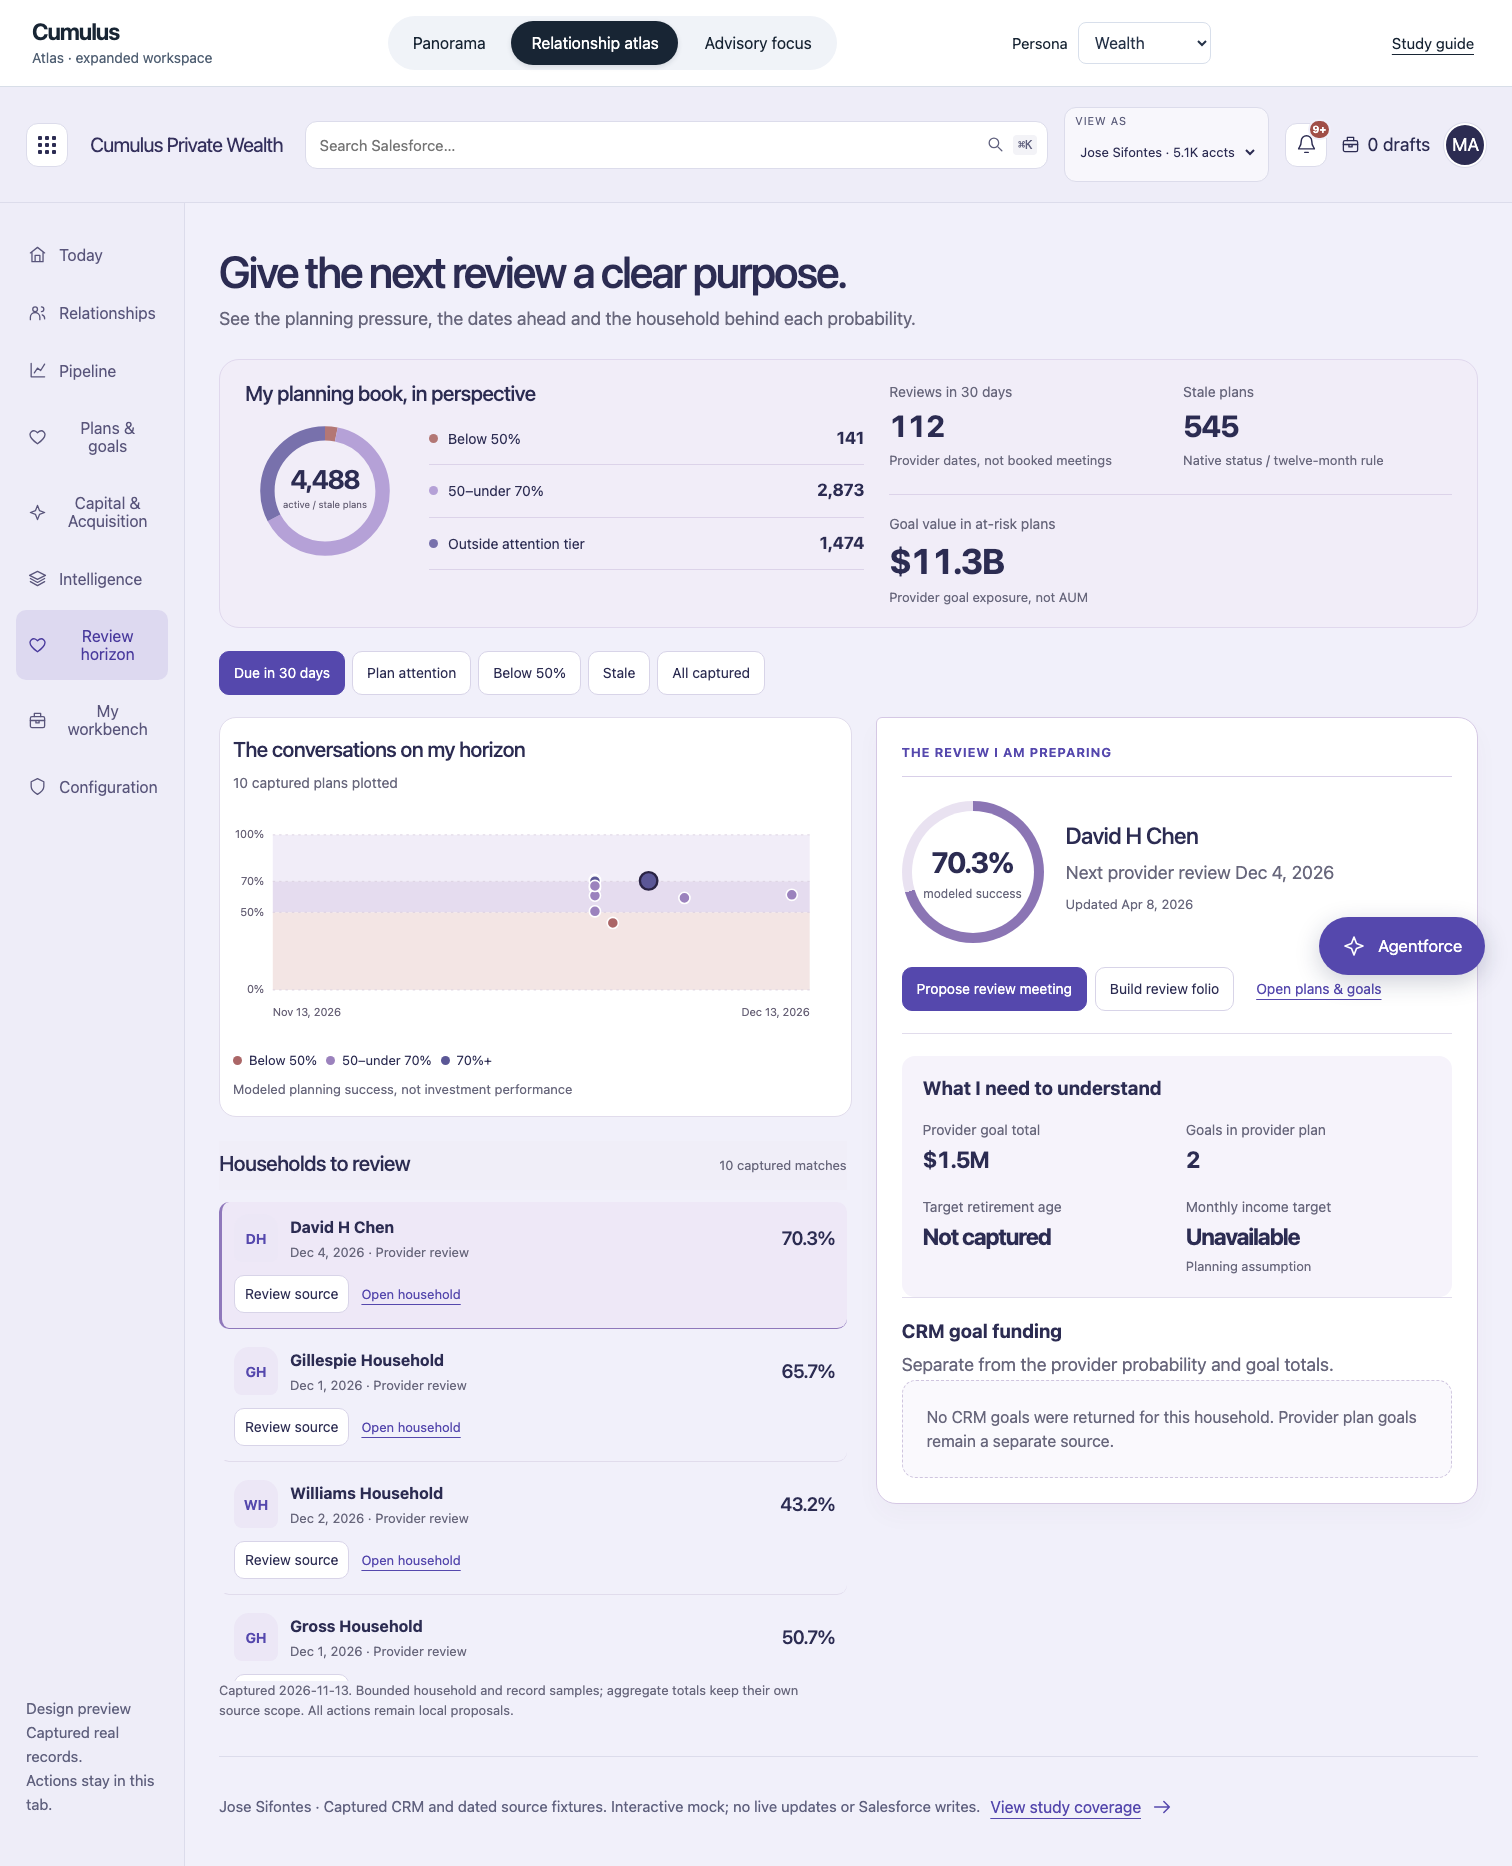 Cumulus
Atlas · expanded workspace
Panorama
Relationship atlas
Advisory focus
Persona
Wealth
Study guide
Cumulus Private Wealth
Search Salesforce...
⌘K
VIEW AS
Jose Sifontes · 5.1K accts
9+
0 drafts
MA
Today
Relationships
Pipeline
Plans &
goals
Capital &
Acquisition
Intelligence
Review
horizon
My
workbench
Configuration
Give the next review a clear purpose.
See the planning pressure, the dates ahead and the household behind each probability.
My planning book, in perspective
4,488
active / stale plans
Below 50%
141
50–under 70%
2,873
Outside attention tier
1,474
Reviews in 30 days
112
Provider dates, not booked meetings
Stale plans
545
Native status / twelve-month rule
Goal value in at-risk plans
$11.3B
Provider goal exposure, not AUM
Due in 30 days
Plan attention
Below 50%
Stale
All captured
The conversations on my horizon
10 captured plans plotted
100%
70%
50%
0%
Nov 13, 2026
Dec 13, 2026
Below 50%
50–under 70%
70%+
Modeled planning success, not investment performance
Households to review
10 captured matches
DH
David H Chen
Dec 4, 2026 · Provider review
70.3%
Review source
Open household
GH
Gillespie Household
Dec 1, 2026 · Provider review
65.7%
Review source
Open household
WH
Williams Household
Dec 2, 2026 · Provider review
43.2%
Review source
Open household
GH
Gross Household
Dec 1, 2026 · Provider review
50.7%
Captured 2026-11-13. Bounded household and record samples; aggregate totals keep their own
source scope. All actions remain local proposals.
THE REVIEW I AM PREPARING
70.3%
modeled success
David H Chen
Next provider review Dec 4, 2026
Updated Apr 8, 2026
Agentforce
Propose review meeting
Build review folio
Open plans & goals
What I need to understand
Provider goal total
$1.5M
Goals in provider plan
2
Target retirement age
Not captured
Monthly income target
Unavailable
Planning assumption
CRM goal funding
Separate from the provider probability and goal totals.
No CRM goals were returned for this household. Provider plan goals
remain a separate source.
Design preview
Captured real
records.
Actions stay in this
tab.
Jose Sifontes · Captured CRM and dated source fixtures. Interactive mock; no live updates or Salesforce writes.
View study coverage